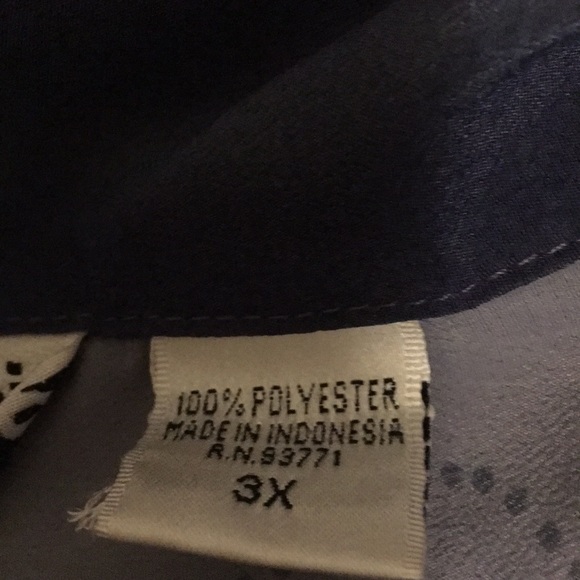 100% POLYESTER
MADE IN INDONESIA
R.N.93771
3X